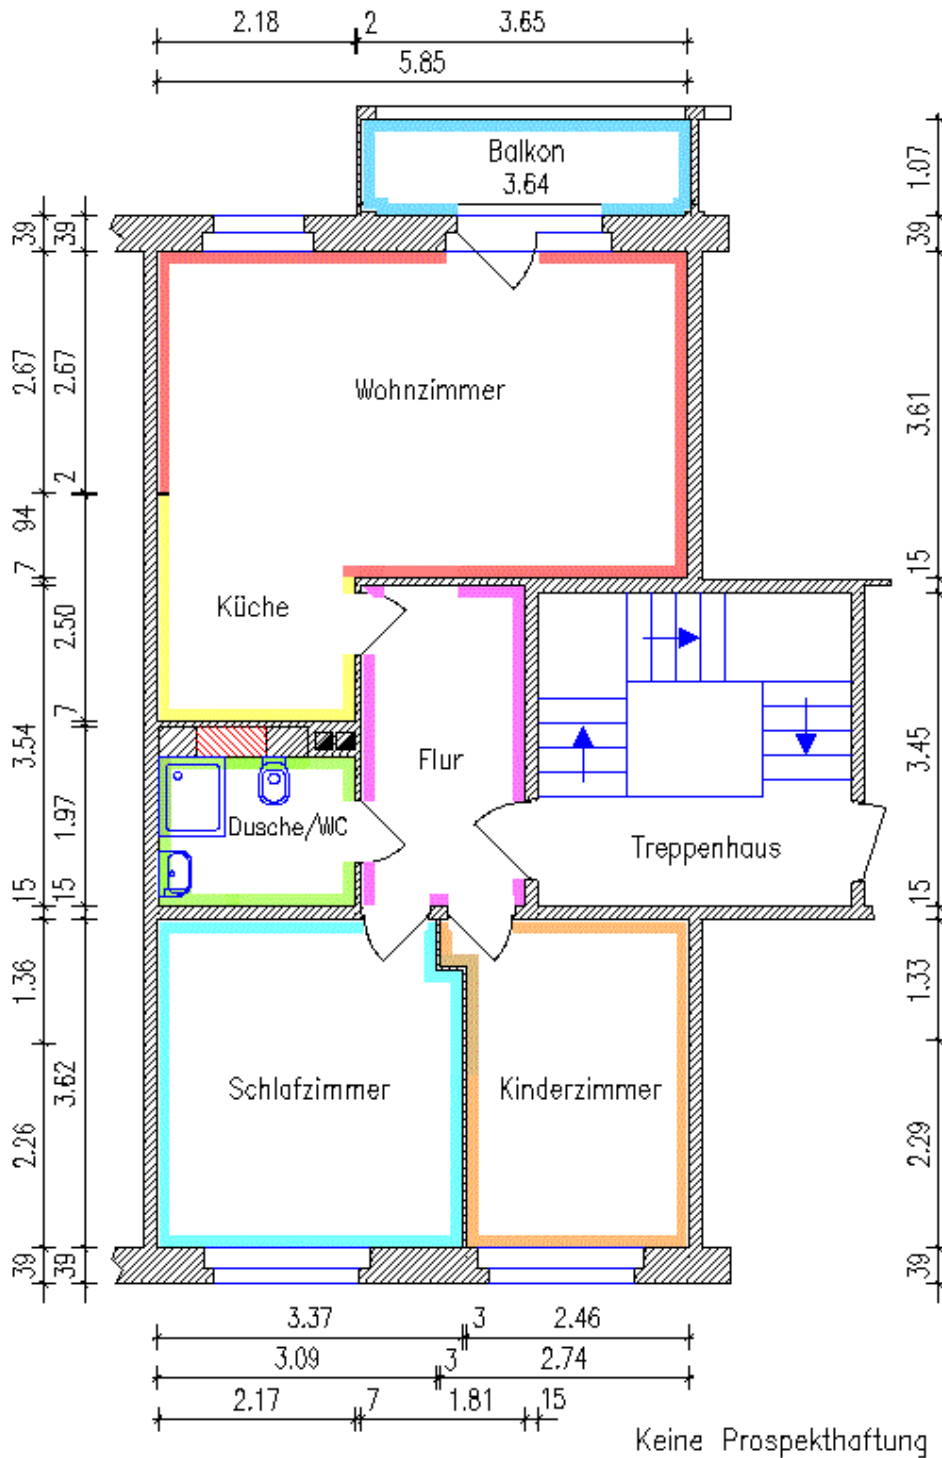 2.18 2 3.65
5.85
Balkon
3.64
1.07
39 39 39
2.67 2.67
Wohnzimmer
3.61
2
94
7 15
Küche
2.50
7
3.54
Flur
3.45
1.97
Dusche/WC
Treppenhaus
15 15 15
1.36 1.33
3.62
Schlafzimmer Kinderzimmer
2.26 2.29
39 39 39
3.37 3 2.46
3.09 3 2.74
2.17 7 1.81 15
Keine Prospekthaftung